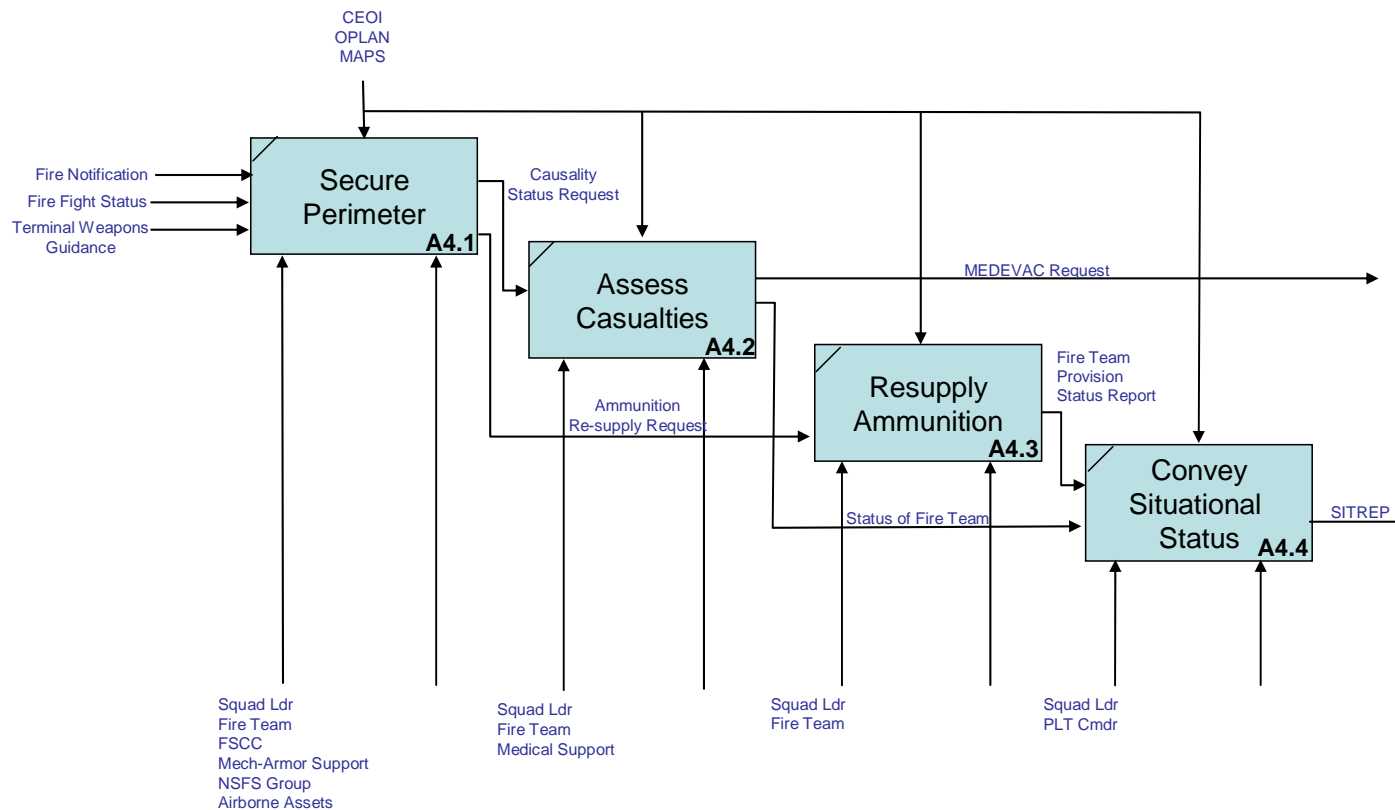 CEOI
OPLAN
MAPS
Fire Notification
Fire Fight Status
Terminal Weapons
Guidance
Secure
Perimeter
A4.1
Causality
Status Request
Assess
Casualties
A4.2
MEDEVAC Request
Ammunition
Re-supply Request
Resupply
Ammunition
A4.3
Fire Team
Provision
Status Report
Status of Fire Team
Convey
Situational
Status
A4.4
SITREP
Squad Ldr
Fire Team
FSCC
Mech-Armor Support
NSFS Group
Airborne Assets
Squad Ldr
Fire Team
Medical Support
Squad Ldr
Fire Team
Squad Ldr
PLT Cmdr